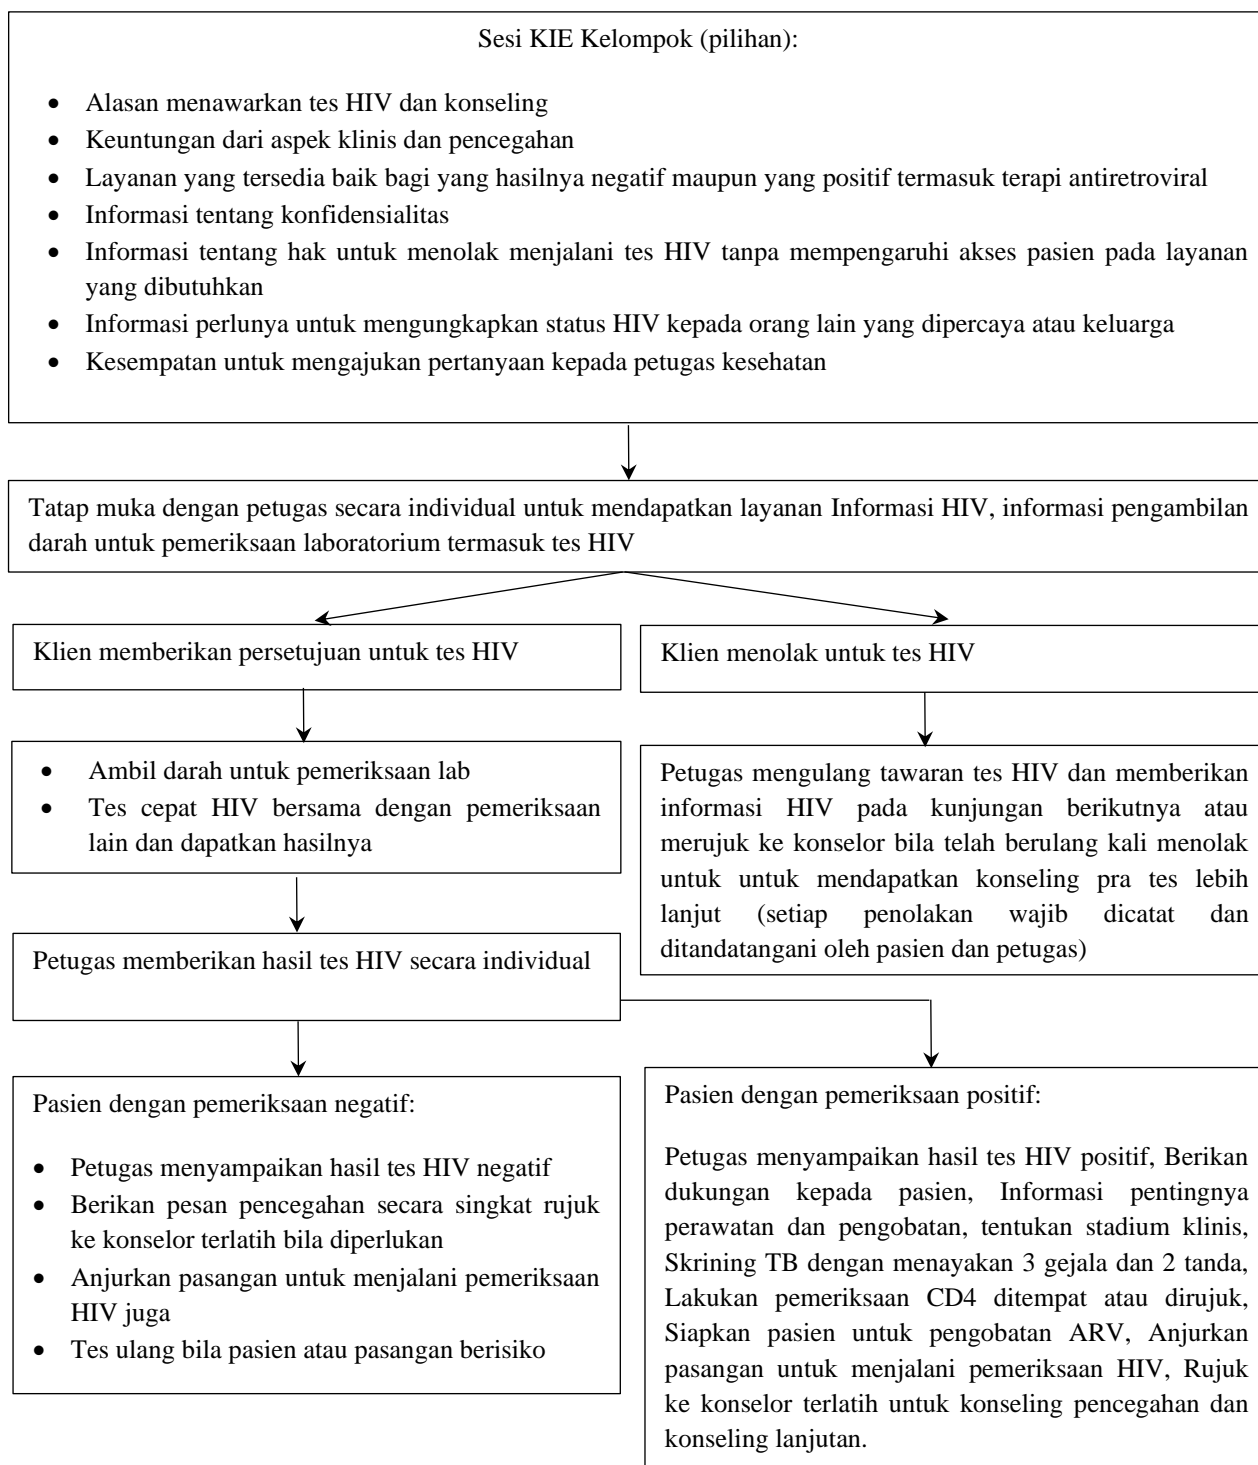 Sesi KIE Kelompok (pilihan):
• Alasan menawarkan tes HIV dan konseling
• Keuntungan dari aspek klinis dan pencegahan
• Layanan yang tersedia baik bagi yang hasilnya negatif maupun yang positif termasuk terapi antiretroviral
• Informasi tentang konfidensialitas
• Informasi tentang hak untuk menolak menjalani tes HIV tanpa mempengaruhi akses pasien pada layanan
yang dibutuhkan
• Informasi perlunya untuk mengungkapkan status HIV kepada orang lain yang dipercaya atau keluarga
• Kesempatan untuk mengajukan pertanyaan kepada petugas kesehatan
Tatap muka dengan petugas secara individual untuk mendapatkan layanan Informasi HIV, informasi pengambilan
darah untuk pemeriksaan laboratorium termasuk tes HIV
Klien memberikan persetujuan untuk tes HIV
Klien menolak untuk tes HIV
• Ambil darah untuk pemeriksaan lab
• Tes cepat HIV bersama dengan pemeriksaan
lain dan dapatkan hasilnya
Petugas mengulang tawaran tes HIV dan memberikan
informasi HIV pada kunjungan berikutnya atau
merujuk ke konselor bila telah berulang kali menolak
untuk untuk mendapatkan konseling pra tes lebih
lanjut (setiap penolakan wajib dicatat dan
ditandatangani oleh pasien dan petugas)
Petugas memberikan hasil tes HIV secara individual
Pasien dengan pemeriksaan negatif:
• Petugas menyampaikan hasil tes HIV negatif
• Berikan pesan pencegahan secara singkat rujuk
ke konselor terlatih bila diperlukan
• Anjurkan pasangan untuk menjalani pemeriksaan
HIV juga
• Tes ulang bila pasien atau pasangan berisiko
Pasien dengan pemeriksaan positif:
Petugas menyampaikan hasil tes HIV positif, Berikan
dukungan kepada pasien, Informasi pentingnya
perawatan dan pengobatan, tentukan stadium klinis,
Skrining TB dengan menayakan 3 gejala dan 2 tanda,
Lakukan pemeriksaan CD4 ditempat atau dirujuk,
Siapkan pasien untuk pengobatan ARV, Anjurkan
pasangan untuk menjalani pemeriksaan HIV, Rujuk
ke konselor terlatih untuk konseling pencegahan dan
konseling lanjutan.